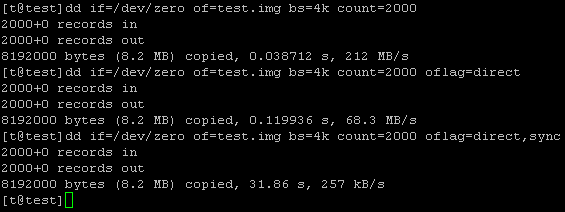 [t@test]dd if=/dev/zero of=test.img bs=4k count=2000
2000+0 records in
2000+0 records out
8192000 bytes (8.2 MB) copied, 0.038712 s, 212 MB/s
[t@test]dd if=/dev/zero of=test.img bs=4k count=2000 oflag=direct
2000+0 records in
2000+0 records out
8192000 bytes (8.2 MB) copied, 0.119936 s, 68.3 MB/s
[t@test]dd if=/dev/zero of=test.img bs=4k count=2000 oflag=direct,sync
2000+0 records in
2000+0 records out
8192000 bytes (8.2 MB) copied, 31.86 s, 257 kB/s
[t@test]